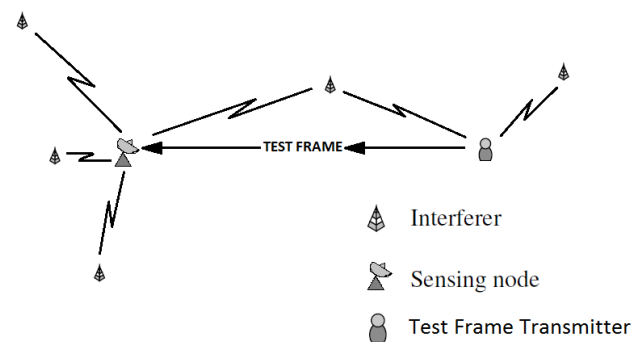 TEST FRAME
Interferer
Sensing node
Test Frame Transmitter